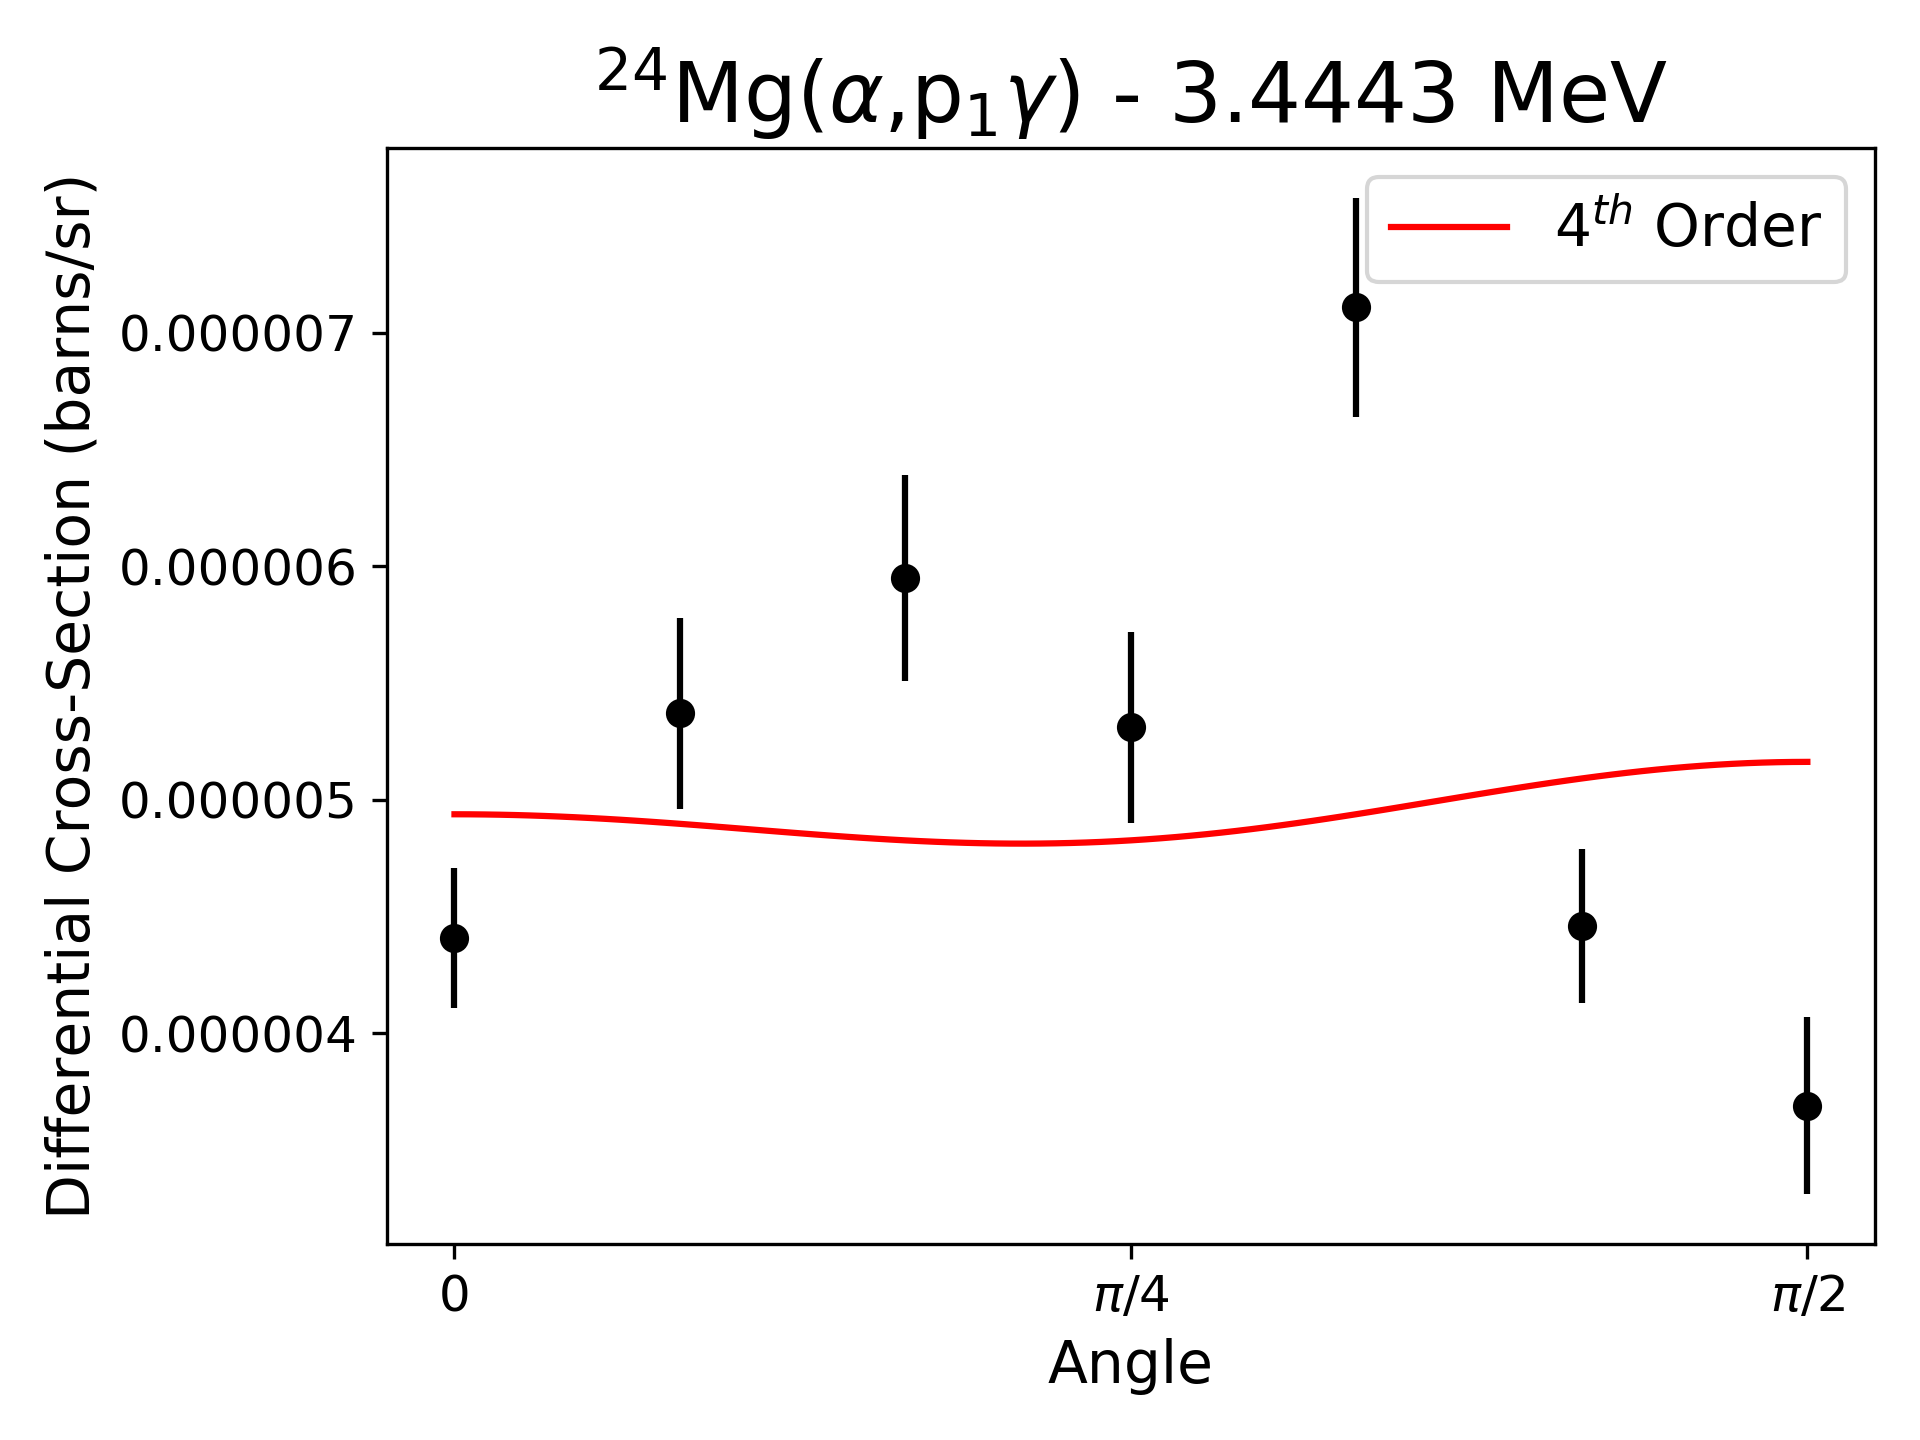 ²⁴Mg(α,p₁γ) - 3.4443 MeV
4ᵗʰ Order
Differential Cross-Section (barns/sr)
0.000007
0.000006
0.000005
0.000004
0
π/4
π/2
Angle